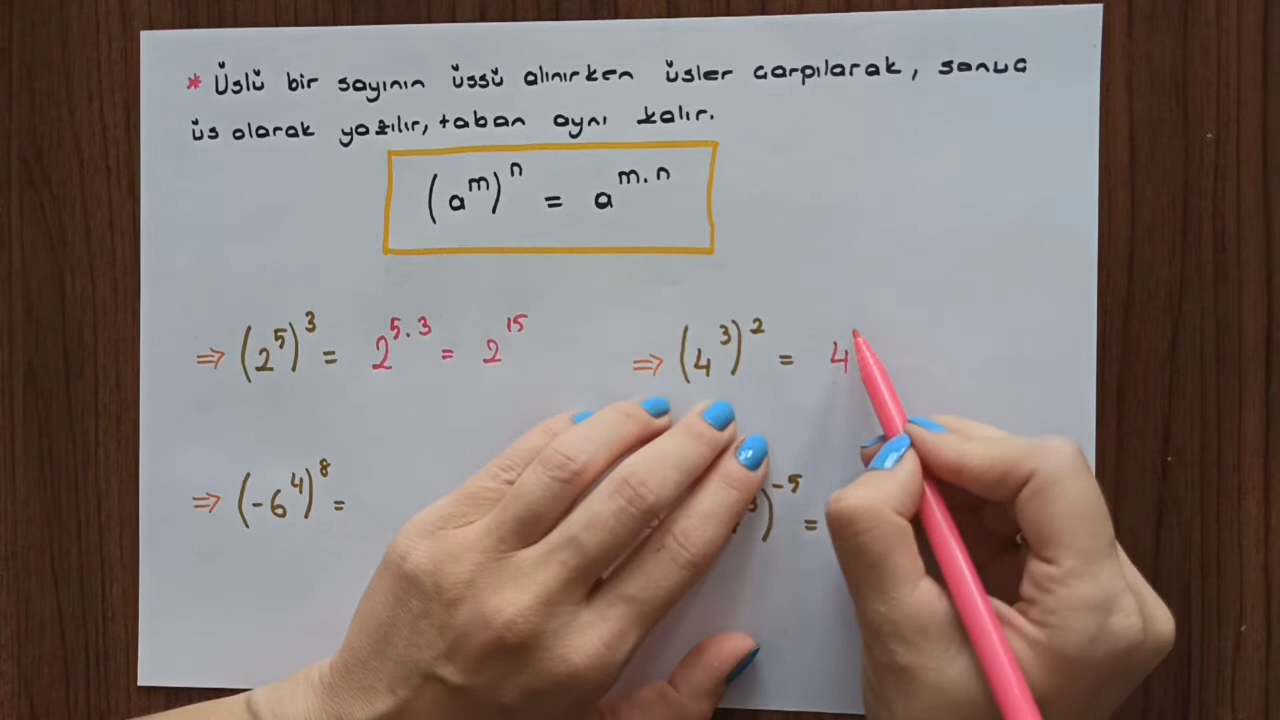 * Üslü bir sayının üssü alınırken üsler çarpılarak, sonuç
üs olarak yazılır, taban aynı kalır.
(a^m)^n = a^{m.n}
⇒ (2^5)^3 = 2^{5.3} = 2^{15}
⇒ (4^3)^2 = 4
⇒ (-6^4)^8 =
)^{-5} =